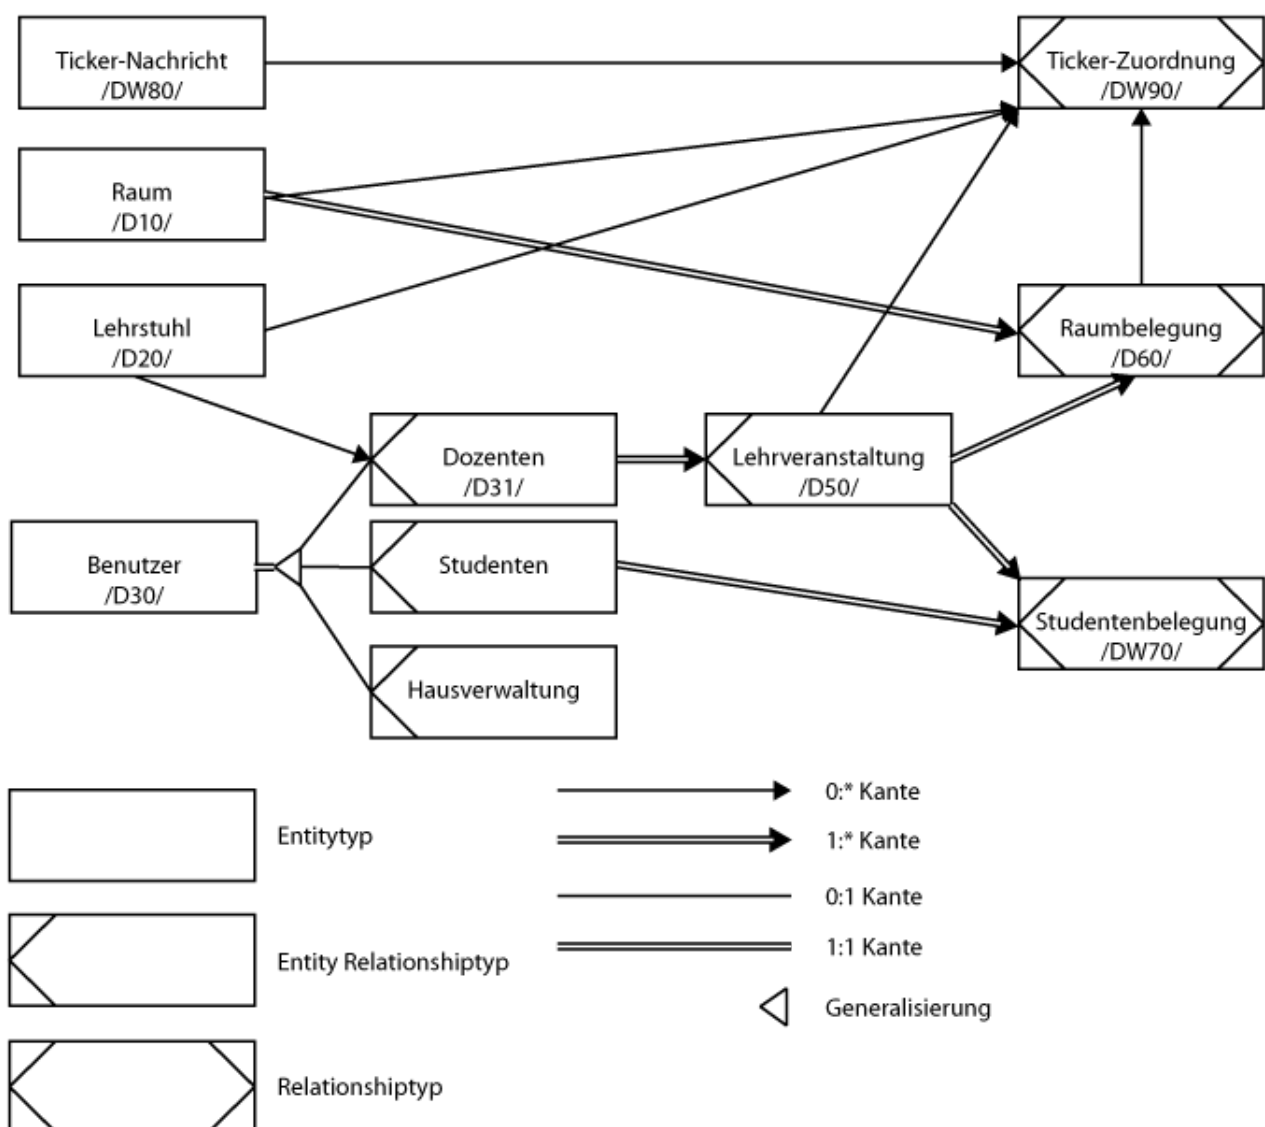 Ticker-Nachricht
/DW80/
Ticker-Zuordnung
/DW90/
Raum
/D10/
Lehrstuhl
/D20/
Raumbelegung
/D60/
Dozenten
/D31/
Lehrveranstaltung
/D50/
Benutzer
/D30/
Studenten
Studentenbelegung
/DW70/
Hausverwaltung
Entitytyp
Entity Relationshiptyp
Relationshiptyp
0:* Kante
1:* Kante
0:1 Kante
1:1 Kante
Generalisierung